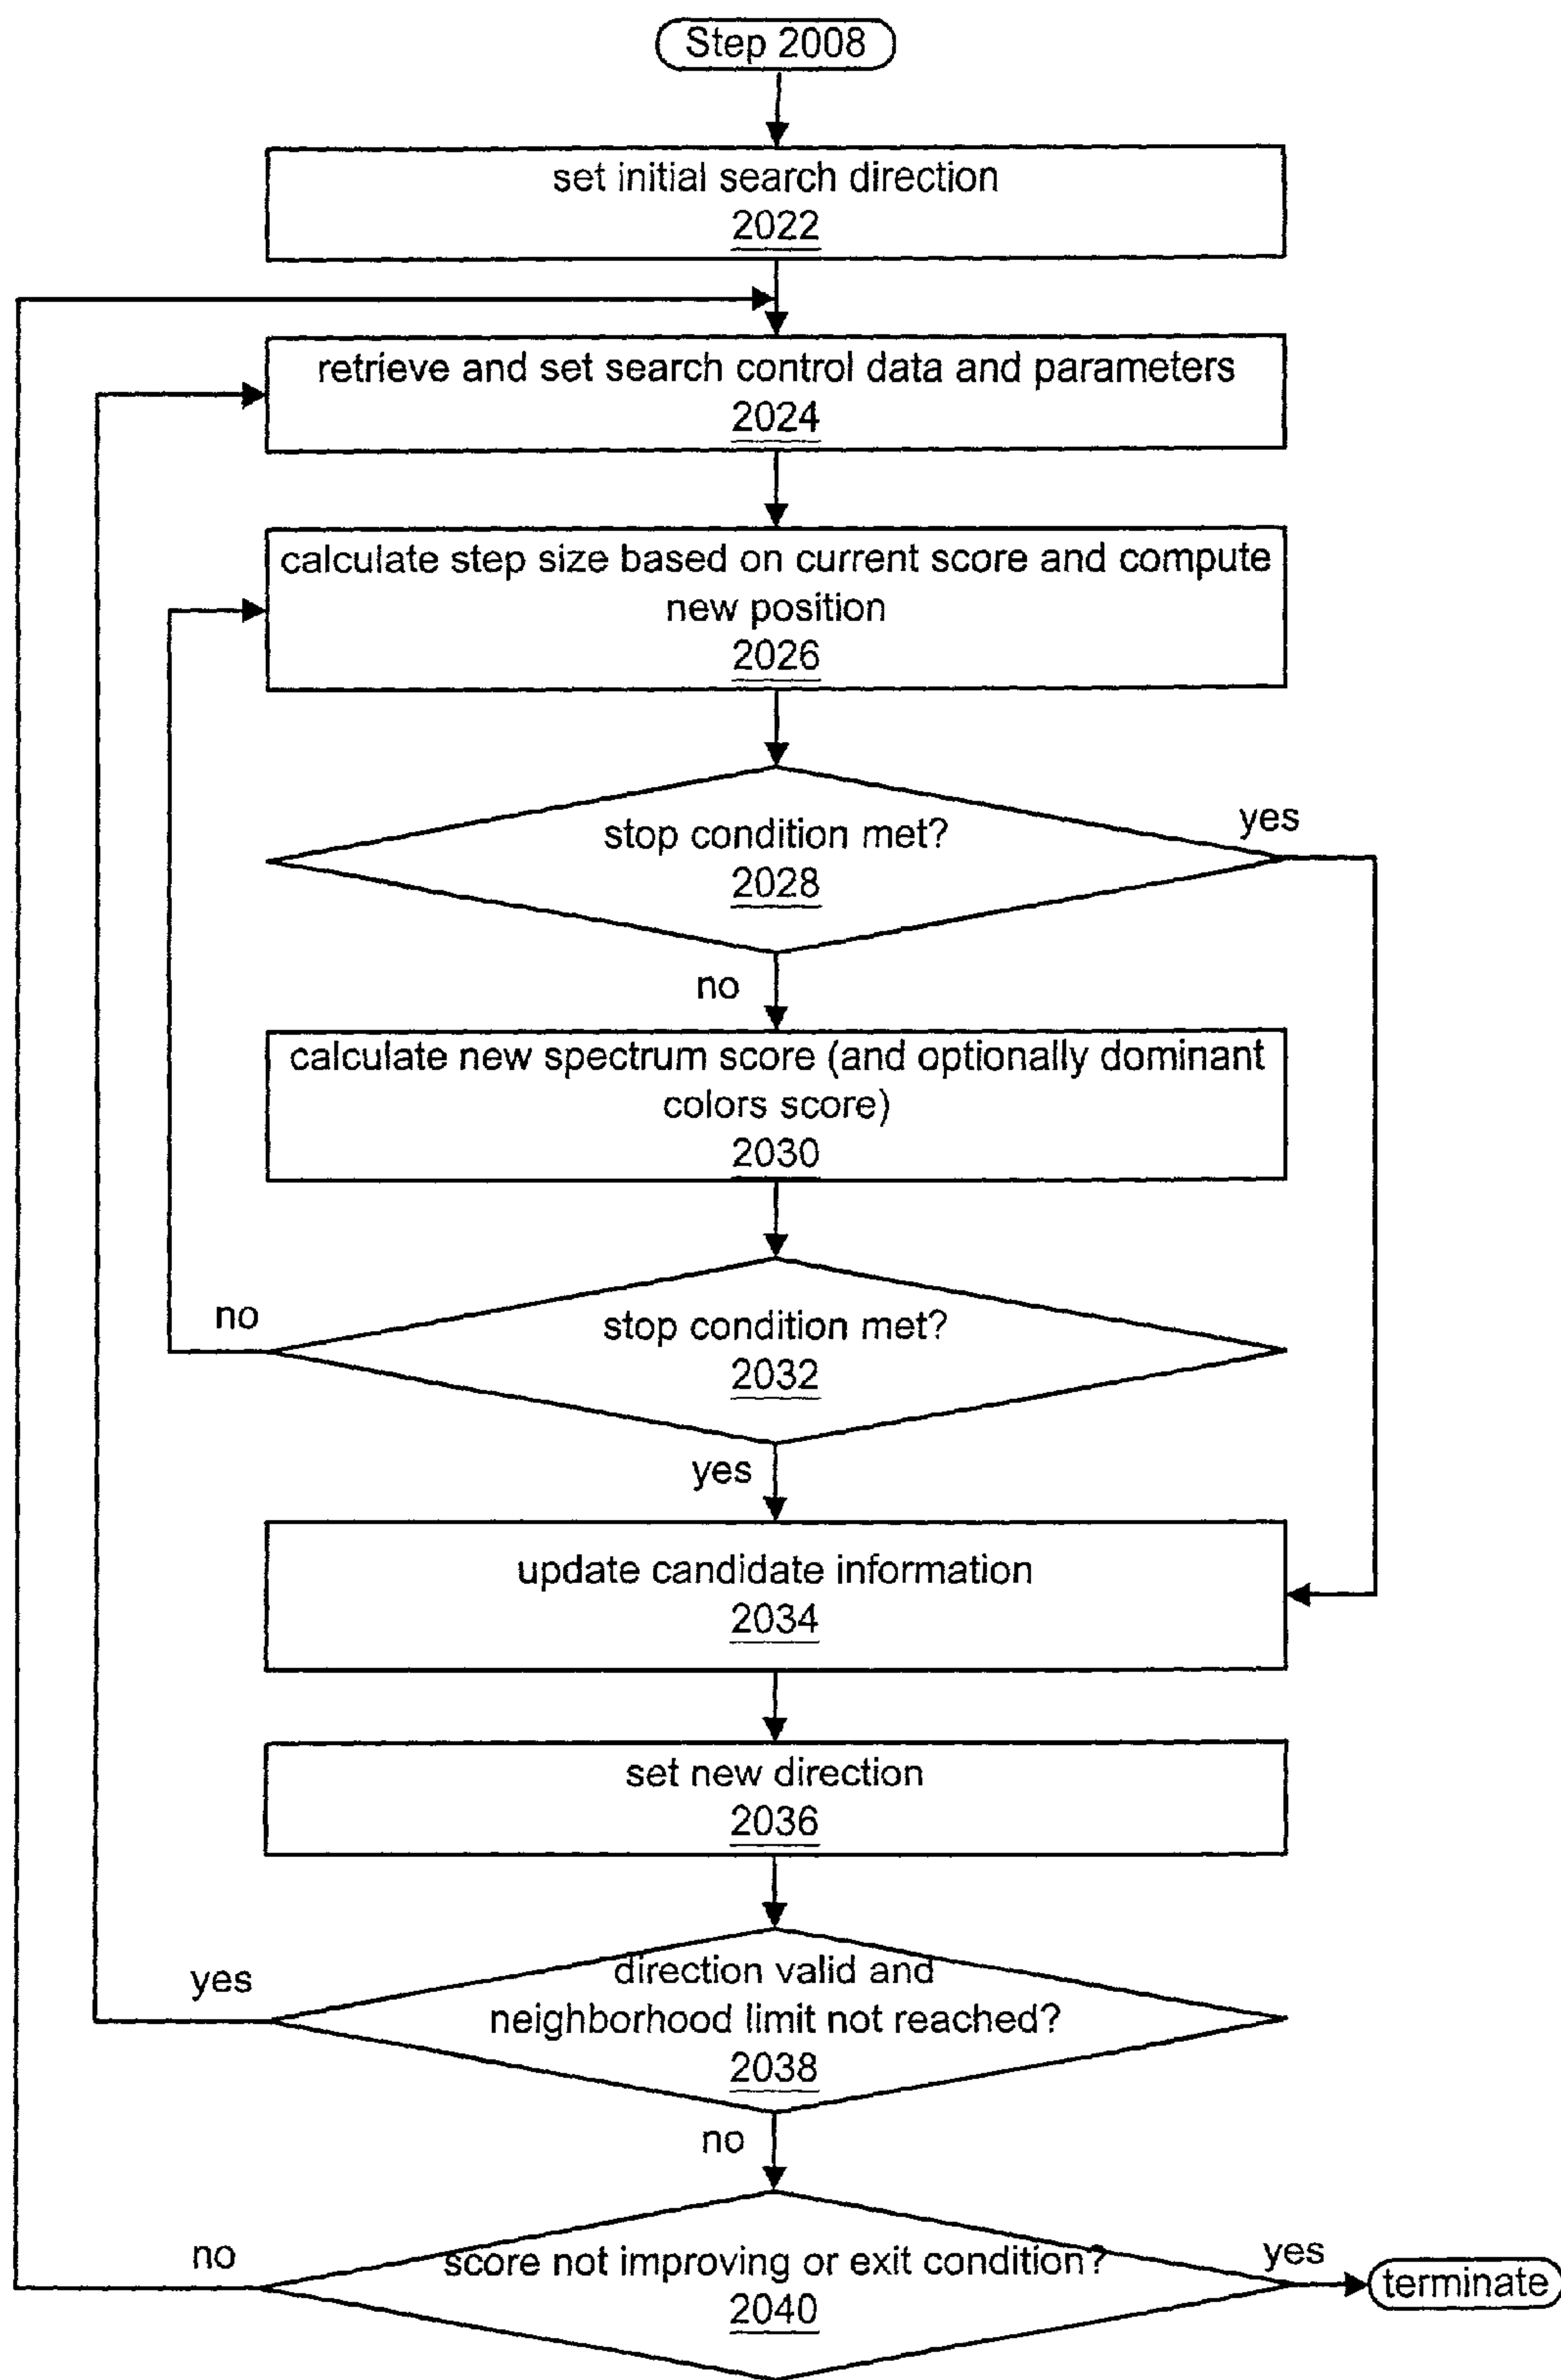 Step 2008
set initial search direction
2022
retrieve and set search control data and parameters
2024
calculate step size based on current score and compute
new position
2026
stop condition met?
2028
yes
no
calculate new spectrum score (and optionally dominant
colors score)
2030
no
stop condition met?
2032
yes
update candidate information
2034
set new direction
2036
yes
direction valid and
neighborhood limit not reached?
2038
no
no
score not improving or exit condition?
2040
yes
terminate